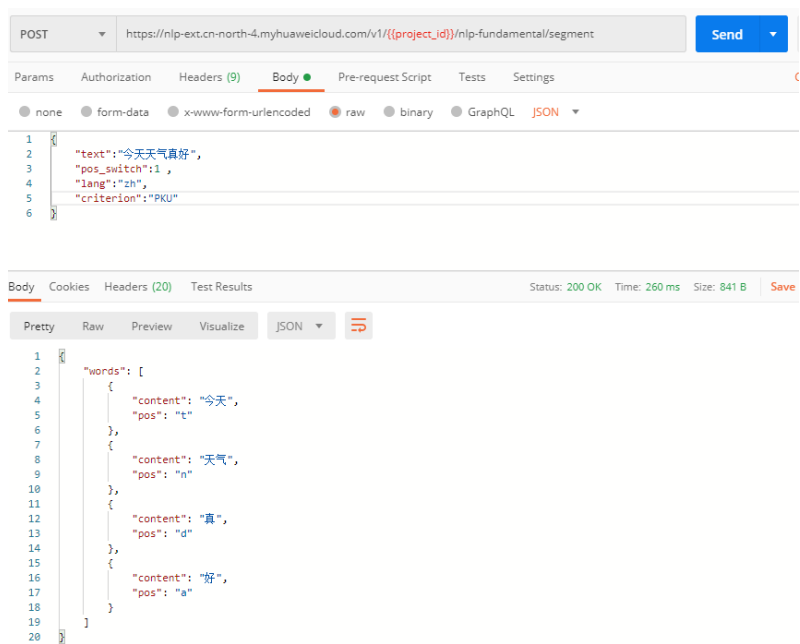 POST https://nlp-ext.cn-north-4.myhuaweicloud.com/v1/{{project_id}}/nlp-fundamental/segment Send
Params Authorization Headers (9) Body Pre-request Script Tests Settings
none form-data x-www-form-urlencoded raw binary GraphQL JSON
1 {
2 "text":"今天天气真好",
3 "pos_switch":1 ,
4 "lang":"zh",
5 "criterion":"PKU"
6 }
Body Cookies Headers (20) Test Results Status: 200 OK Time: 260 ms Size: 841 B Save
Pretty Raw Preview Visualize JSON
1 {
2 "words": [
3 {
4 "content": "今天",
5 "pos": "t"
6 },
7 {
8 "content": "天气",
9 "pos": "n"
10 },
11 {
12 "content": "真",
13 "pos": "d"
14 },
15 {
16 "content": "好",
17 "pos": "a"
18 }
19 ]
20 }